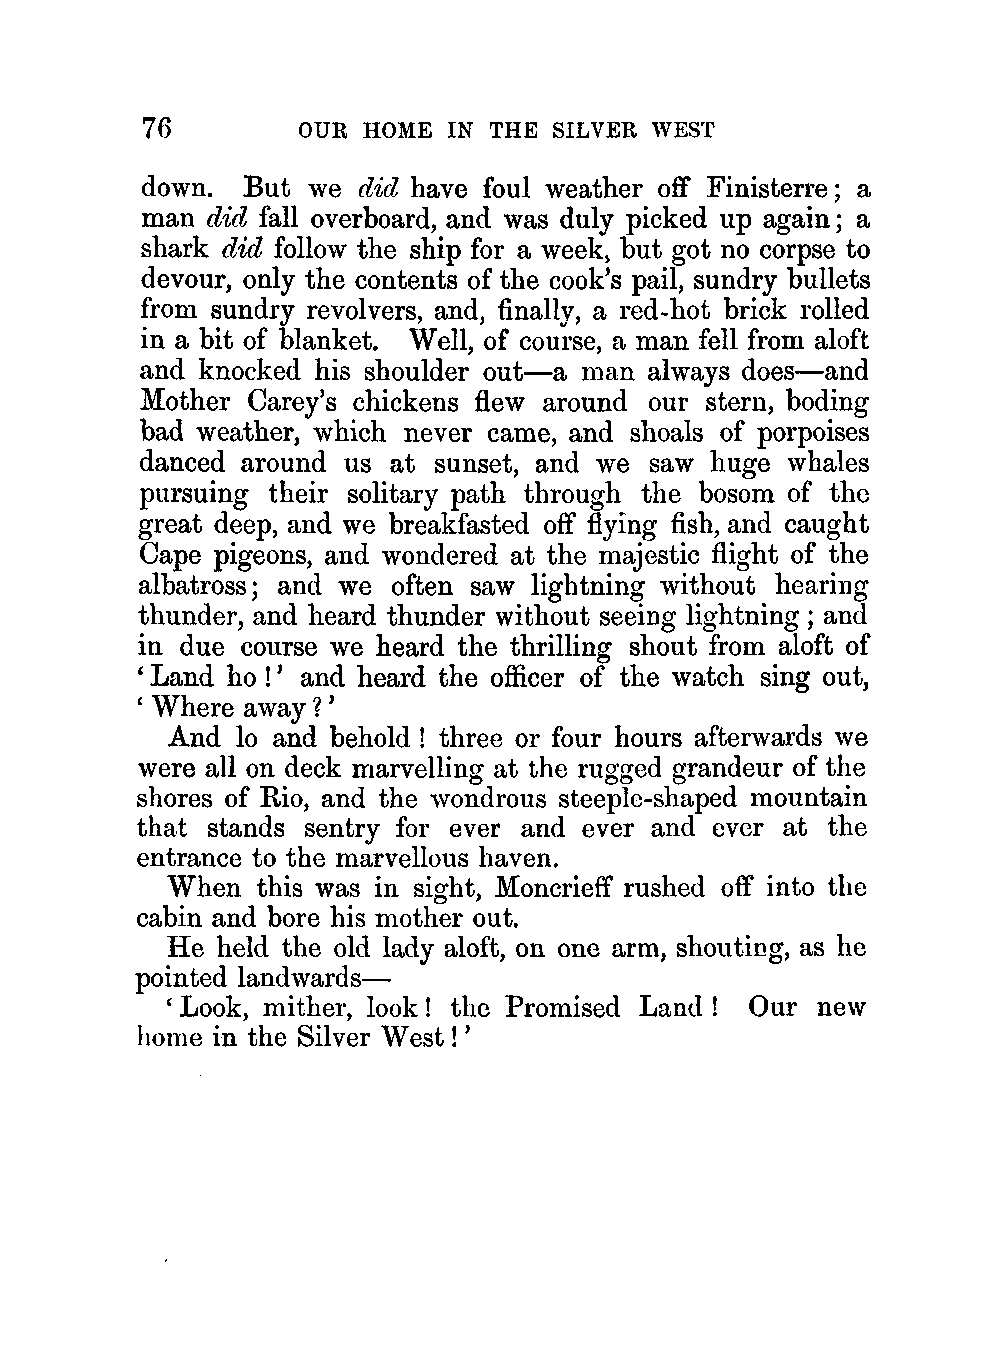 76 OUR HOME IN THE SILVER WEST
down. But we did have foul weather off Finisterre; a
man did fall overboard, and was duly picked up again; a
shark did follow the ship for a week, but got no corpse to
devour, only the contents of the cook's pail, sundry bullets
from sundry revolvers, and, finally, a red-hot brick rolled
in a bit of blanket. Well, of course, a man fell from aloft
and knocked his shoulder out—a man always does—and
Mother Carey's chickens flew around our stern, boding
bad weather, which never came, and shoals of porpoises
danced around us at sunset, and we saw huge whales
pursuing their solitary path through the bosom of the
great deep, and we breakfasted off flying fish, and caught
Cape pigeons, and wondered at the majestic flight of the
albatross; and we often saw lightning without hearing
thunder, and heard thunder without seeing lightning; and
in due course we heard the thrilling shout from aloft of
'Land ho!' and heard the officer of the watch sing out,
'Where away?'
And lo and behold! three or four hours afterwards we
were all on deck marvelling at the rugged grandeur of the
shores of Rio, and the wondrous steeple-shaped mountain
that stands sentry for ever and ever and ever at the
entrance to the marvellous haven.
When this was in sight, Moncrieff rushed off into the
cabin and bore his mother out.
He held the old lady aloft, on one arm, shouting, as he
pointed landwards—
'Look, mither, look! the Promised Land! Our new
home in the Silver West!'